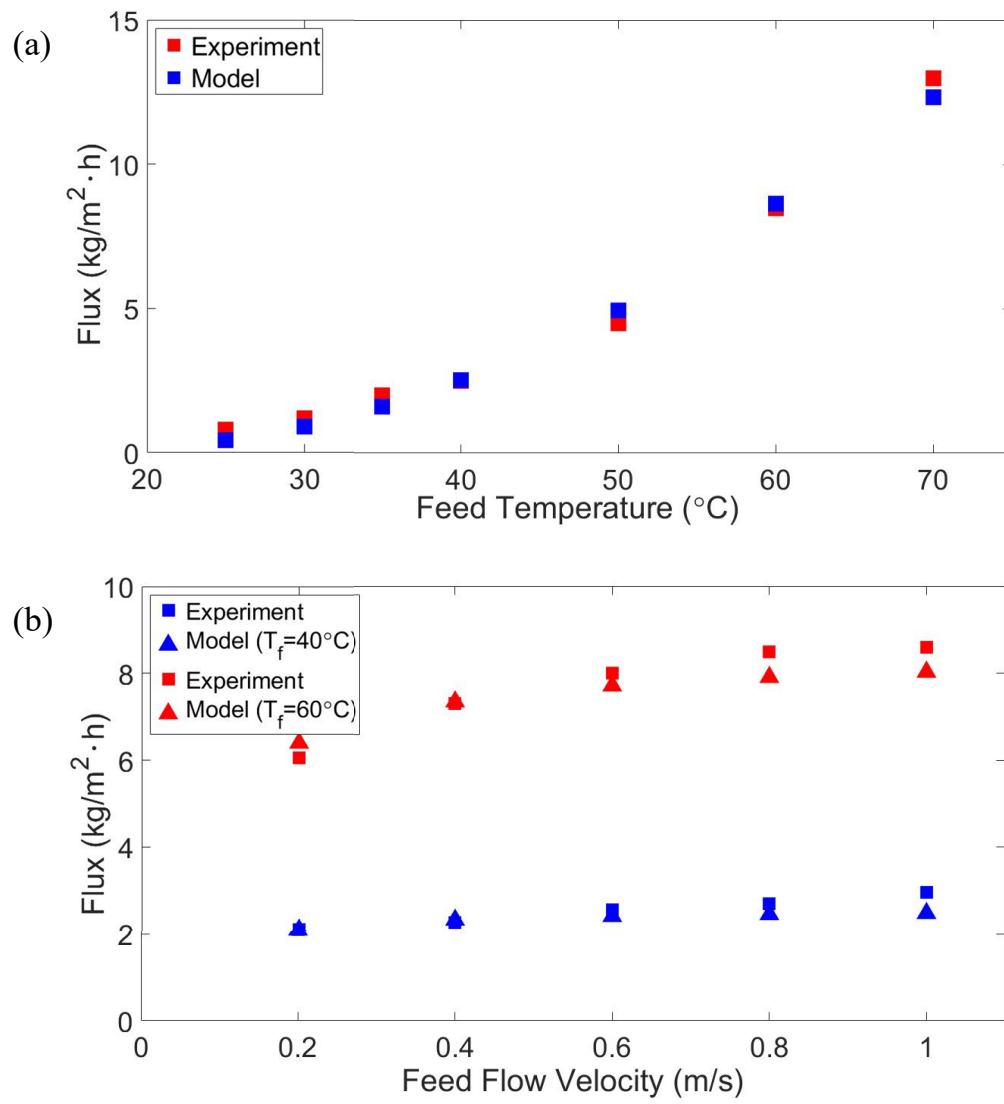 (a)
Experiment
Model
15
10
5
0
Flux (kg/m²·h)
20 30 40 50 60 70
Feed Temperature (°C)
(b)
Experiment
Model (T_f=40°C)
Experiment
Model (T_f=60°C)
10
8
6
4
2
0
Flux (kg/m²·h)
0 0.2 0.4 0.6 0.8 1
Feed Flow Velocity (m/s)